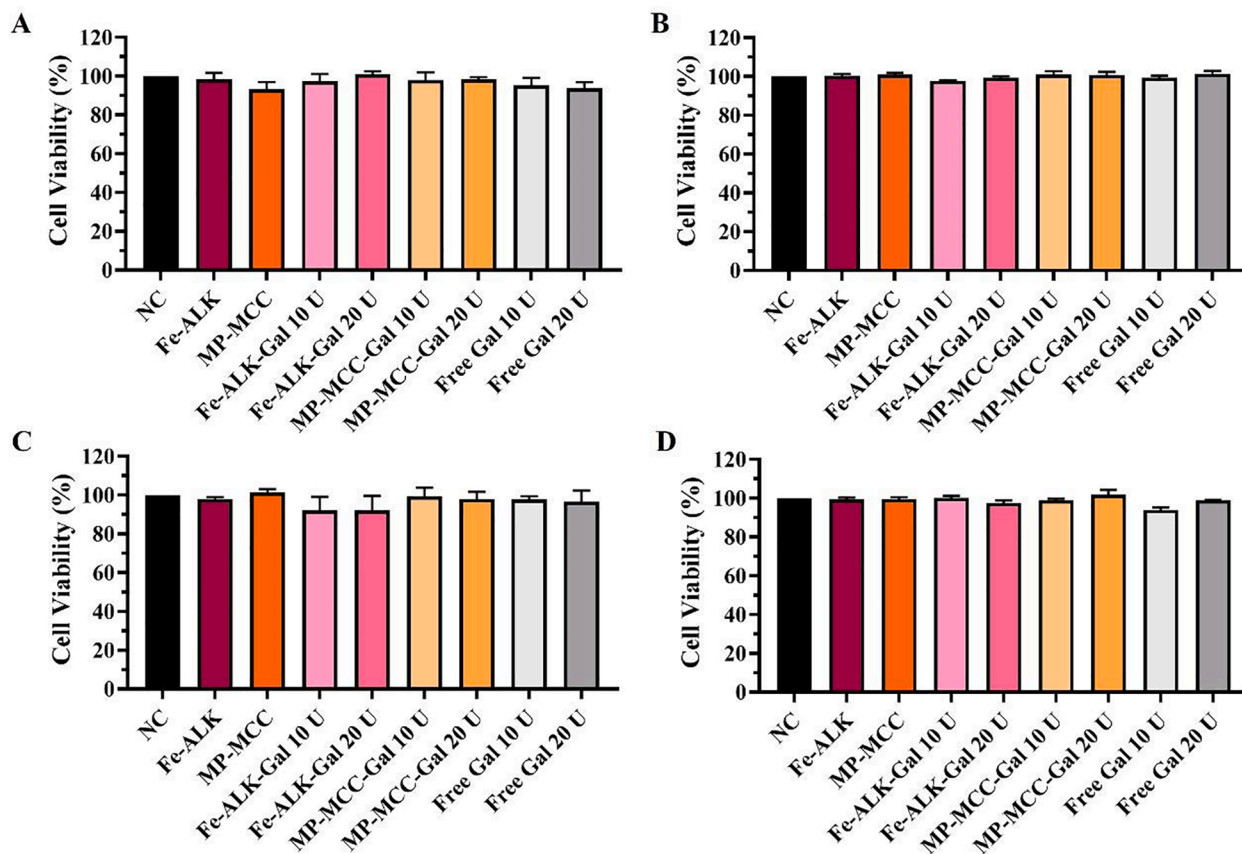 A
Cell Viability (%)
120
100
80
60
40
20
0
NC
Fe-ALK
MP-MCC
Fe-ALK-Gal 10 U
Fe-ALK-Gal 20 U
MP-MCC-Gal 10 U
MP-MCC-Gal 20 U
Free Gal 10 U
Free Gal 20 U
B
Cell Viability (%)
120
100
80
60
40
20
0
NC
Fe-ALK
MP-MCC
Fe-ALK-Gal 10 U
Fe-ALK-Gal 20 U
MP-MCC-Gal 10 U
MP-MCC-Gal 20 U
Free Gal 10 U
Free Gal 20 U
C
Cell Viability (%)
120
100
80
60
40
20
0
NC
Fe-ALK
MP-MCC
Fe-ALK-Gal 10 U
Fe-ALK-Gal 20 U
MP-MCC-Gal 10 U
MP-MCC-Gal 20 U
Free Gal 10 U
Free Gal 20 U
D
Cell Viability (%)
120
100
80
60
40
20
0
NC
Fe-ALK
MP-MCC
Fe-ALK-Gal 10 U
Fe-ALK-Gal 20 U
MP-MCC-Gal 10 U
MP-MCC-Gal 20 U
Free Gal 10 U
Free Gal 20 U